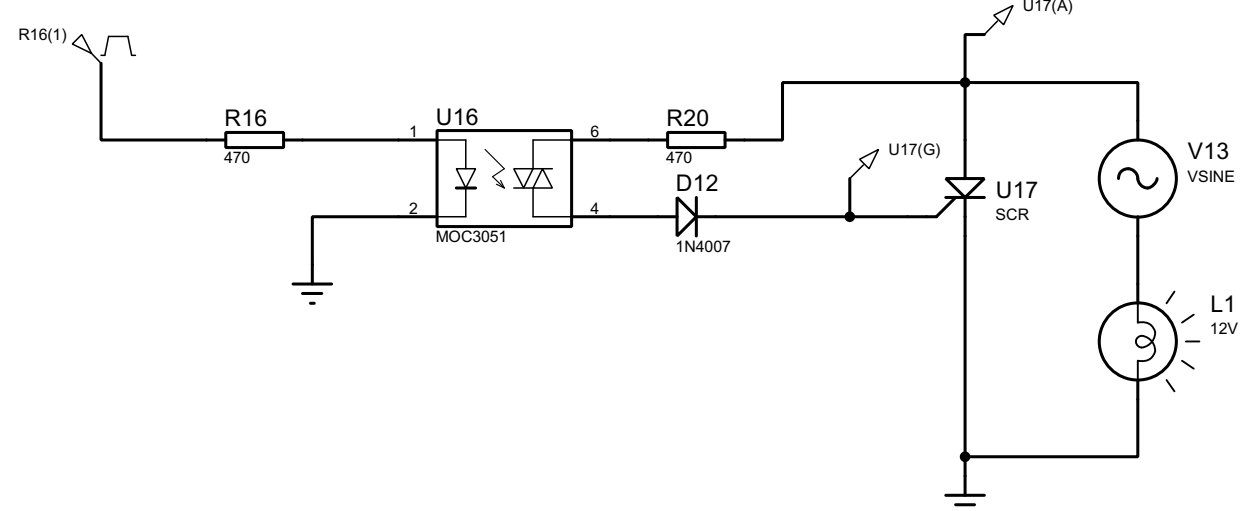 U17(A)
R16(1)
R16
470
U16
1
6
2
4
MOC3051
R20
470
U17(G)
D12
1N4007
U17
SCR
V13
VSINE
L1
12V